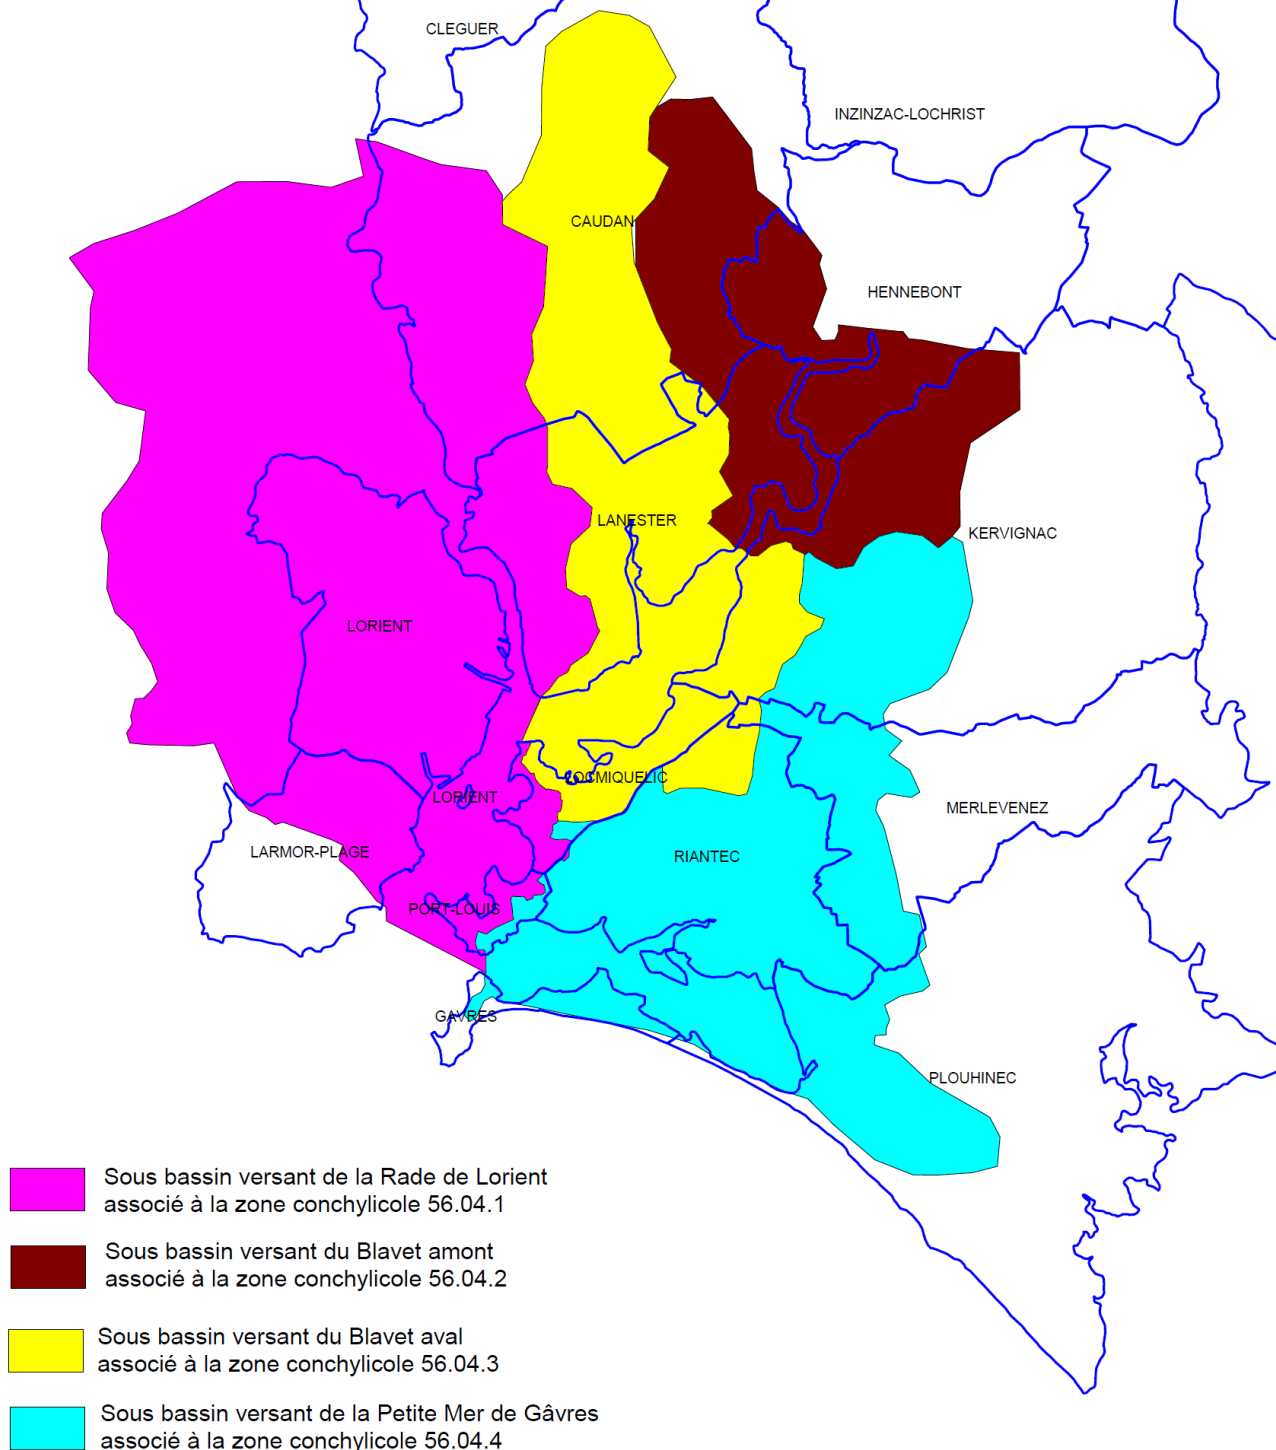 CLEGUER
INZINZAC-LOCHRIST
CAUDAN
HENNEBONT
LANESTER
KERVIGNAC
LORIENT
LOCMIQUELIC
LORIENT
MERLEVENEZ
LARMOR-PLAGE
RIANTEC
PORT-LOUIS
GAVRES
PLOUHINEC
Sous bassin versant de la Rade de Lorient
associé à la zone conchylicole 56.04.1
Sous bassin versant du Blavet amont
associé à la zone conchylicole 56.04.2
Sous bassin versant du Blavet aval
associé à la zone conchylicole 56.04.3
Sous bassin versant de la Petite Mer de Gâvres
associé à la zone conchylicole 56.04.4